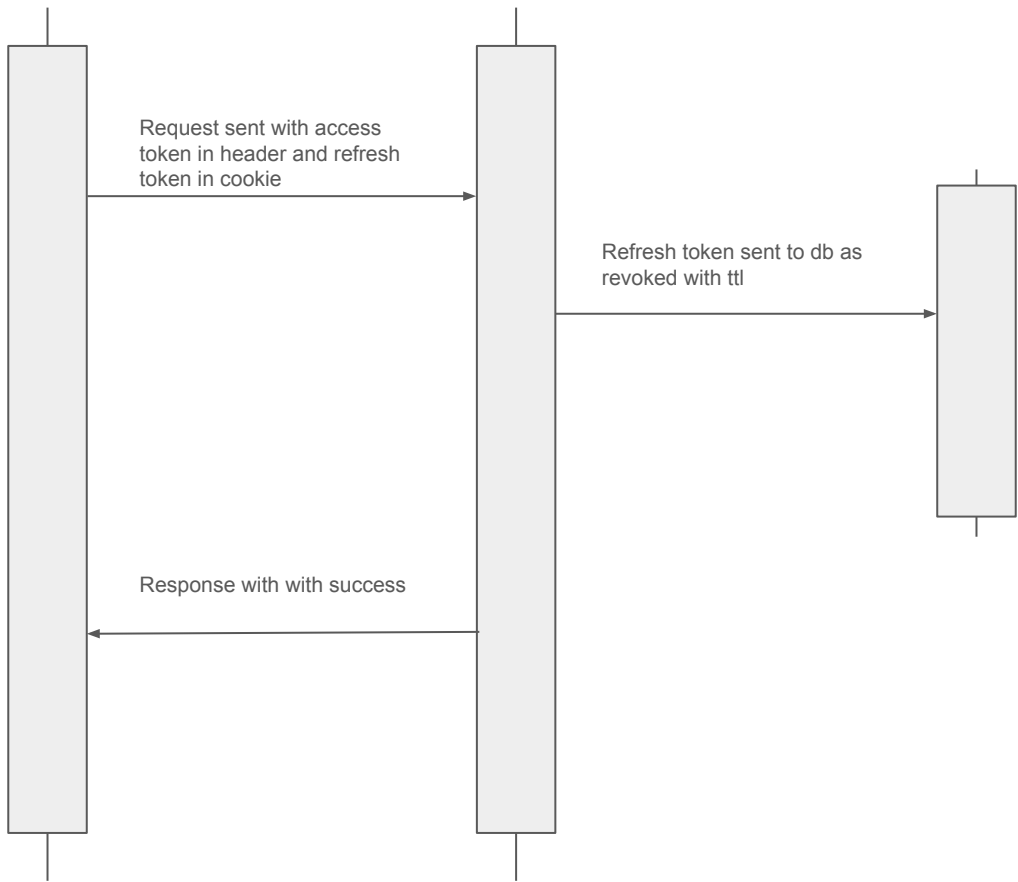 Request sent with access
token in header and refresh
token in cookie
Refresh token sent to db as
revoked with ttl
Response with with success